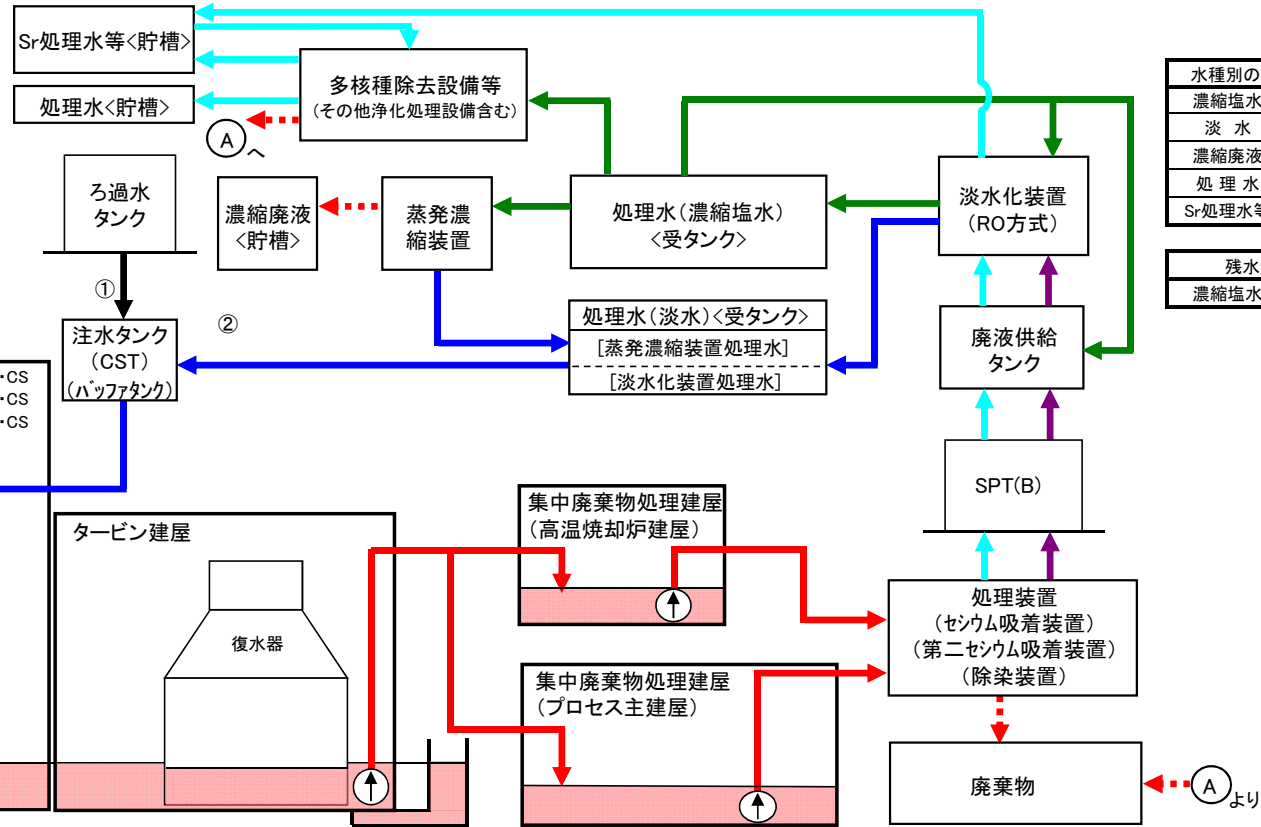 Sr処理水等<貯槽>
処理水<貯槽>
多核種除去設備等
(その他浄化処理設備含む)
A
へ
ろ過水
タンク
濃縮廃液
<貯槽>
蒸発濃
縮装置
処理水(濃縮塩水)
<受タンク>
淡水化装置
(RO方式)
水種別の
濃縮塩水
淡 水
濃縮廃液
処 理 水
Sr処理水等
残水
濃縮塩水
①
②
注水タンク
(CST)
(バッファタンク)
処理水(淡水)<受タンク>
[蒸発濃縮装置処理水]
[淡水化装置処理水]
廃液供給
タンク
・CS
・CS
・CS
SPT(B)
タービン建屋
復水器
集中廃棄物処理建屋
(高温焼却炉建屋)
集中廃棄物処理建屋
(プロセス主建屋)
処理装置
(セシウム吸着装置)
(第二セシウム吸着装置)
(除染装置)
廃棄物
A
より